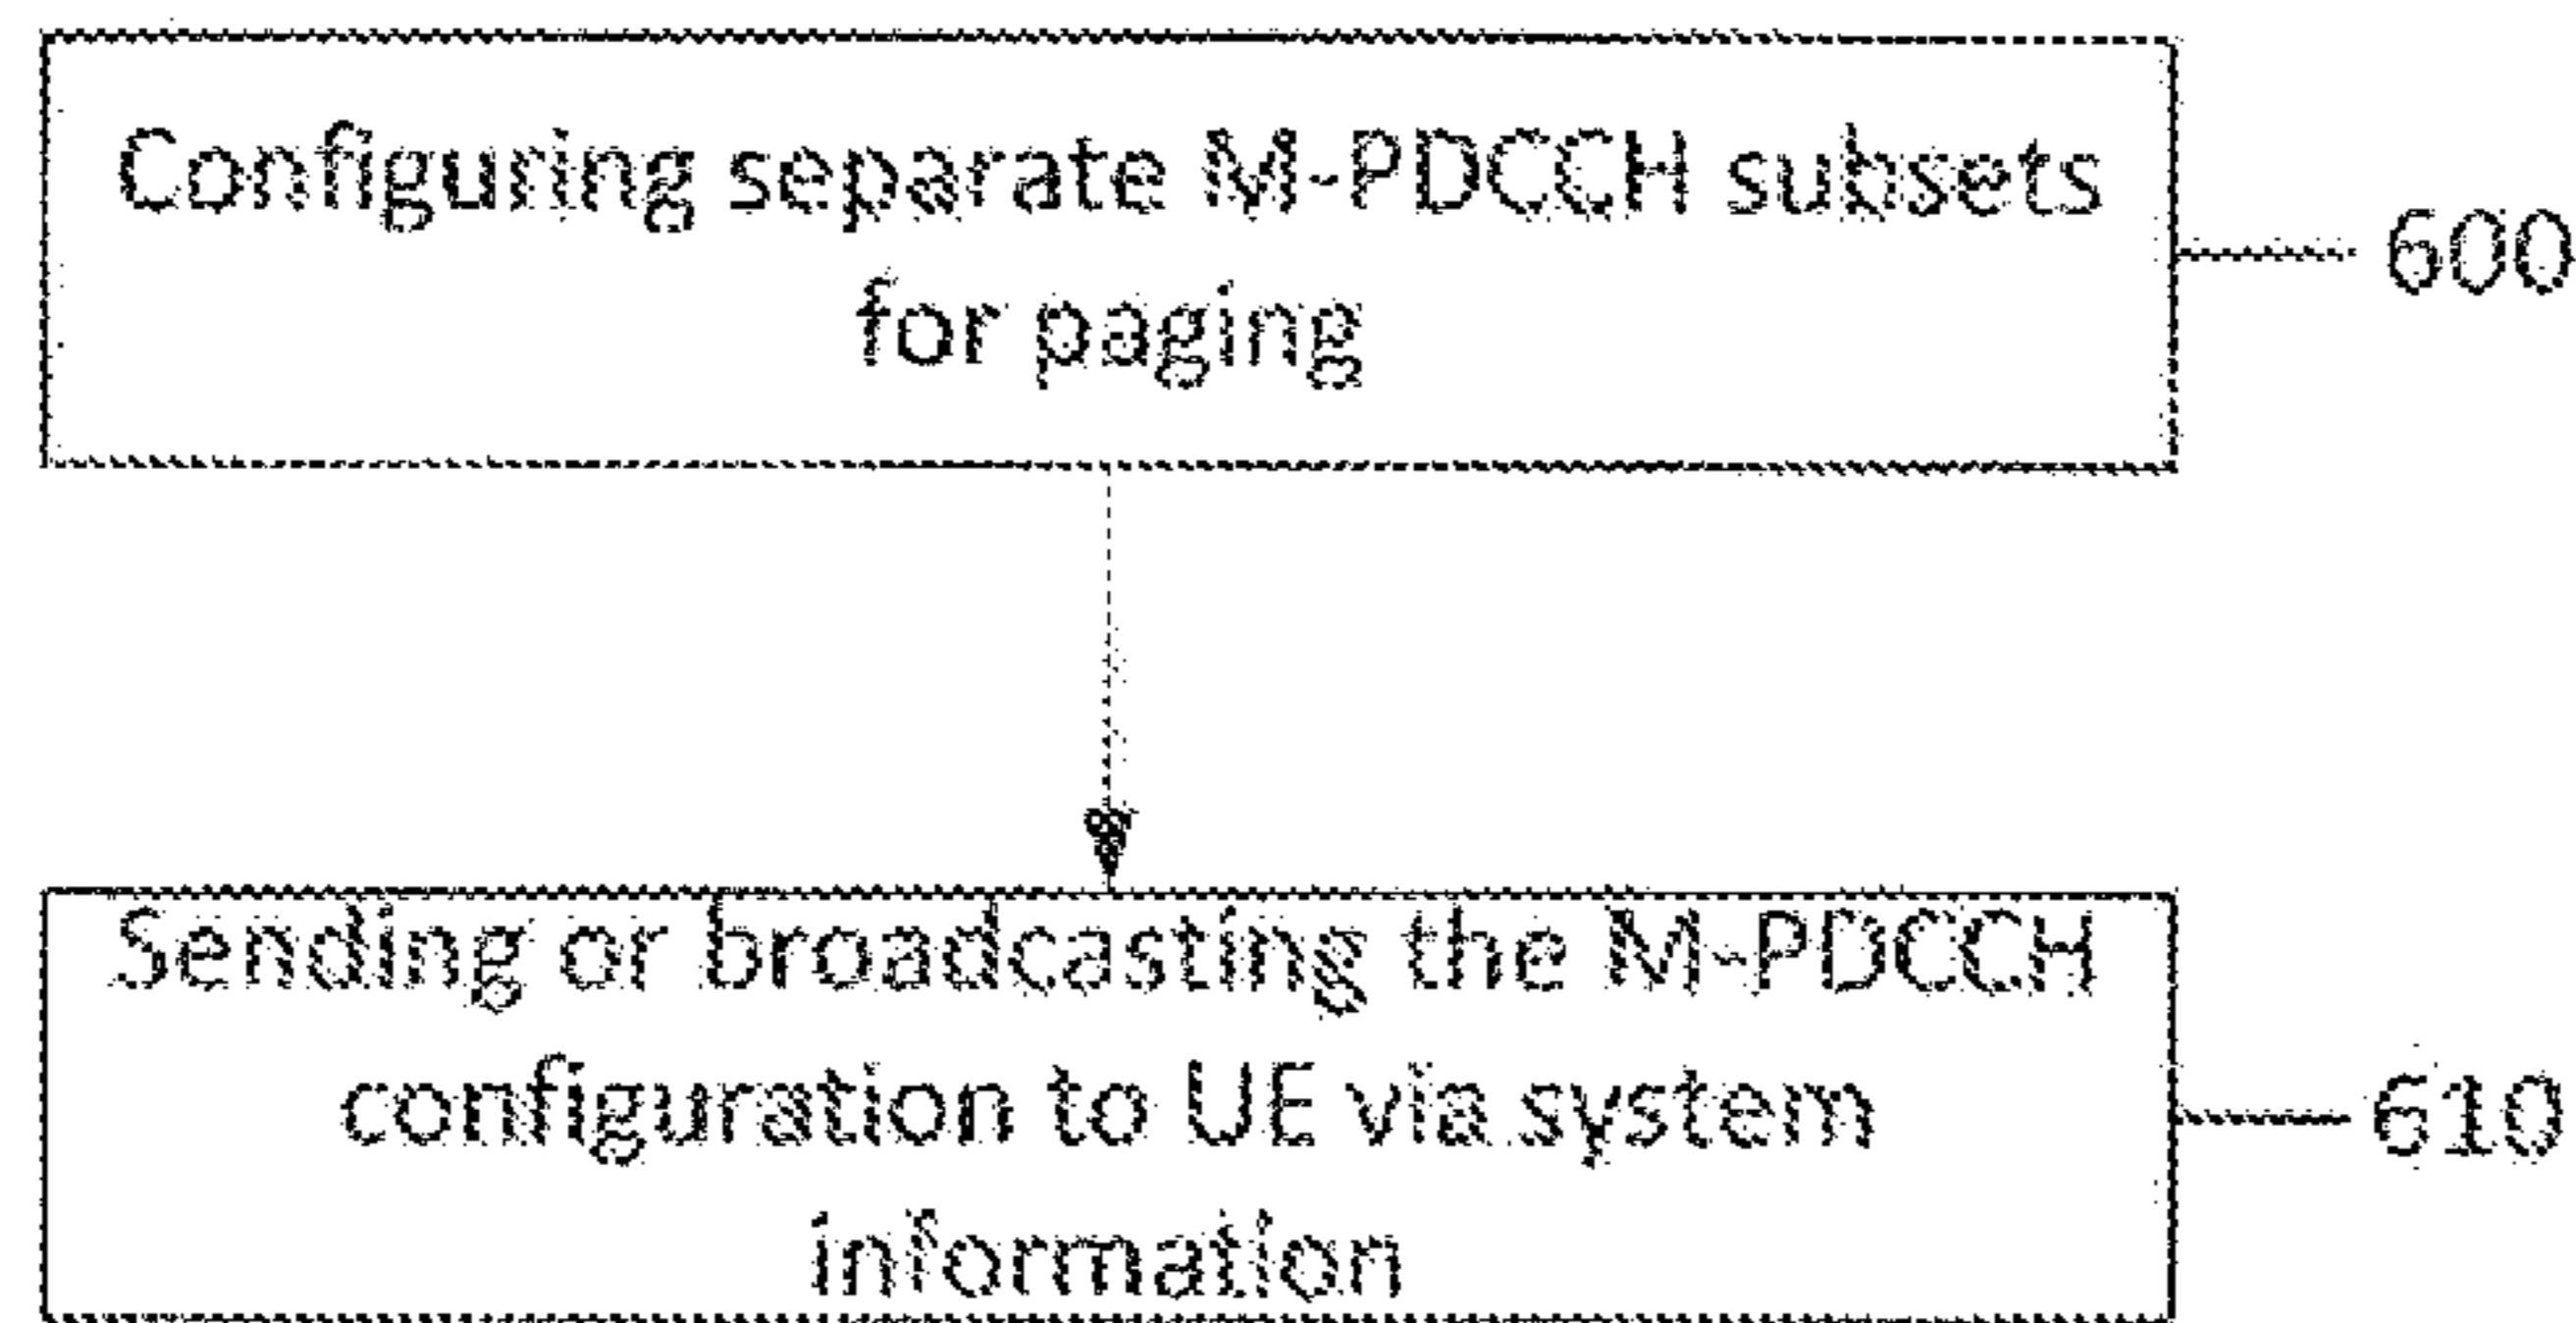 Configuring separate M-PDCCH subsets
for paging
600
Sending or broadcasting the M-PDCCH
configuration to UE via system
information
610